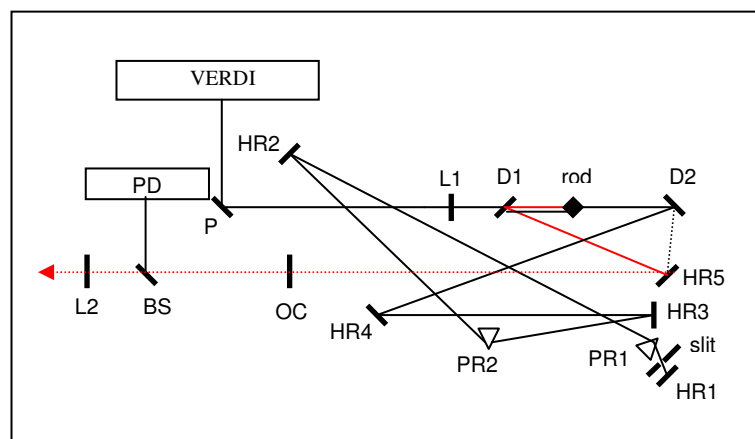 VERDI
HR2
PD
L1
D1
rod
D2
P
HR5
L2
BS
OC
HR4
HR3
PR2
PR1
slit
HR1